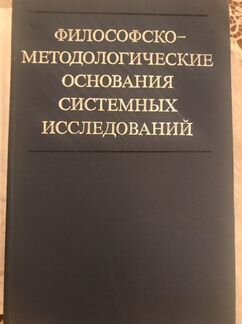 ФИЛОСОФСКО-
МЕТОДОЛОГИЧЕСКИЕ
ОСНОВАНИЯ
СИСТЕМНЫХ
ИССЛЕДОВАНИЙ